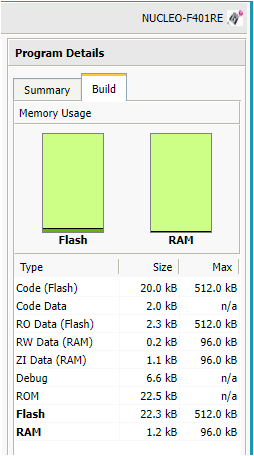 NUCLEO-F401RE
Program Details
Summary Build
Memory Usage
Flash RAM
Type Size Max
Code (Flash) 20.0 kB 512.0 kB
Code Data 2.0 kB n/a
RO Data (Flash) 2.3 kB 512.0 kB
RW Data (RAM) 0.2 kB 96.0 kB
ZI Data (RAM) 1.1 kB 96.0 kB
Debug 6.6 kB n/a
ROM 22.5 kB n/a
Flash 22.3 kB 512.0 kB
RAM 1.2 kB 96.0 kB